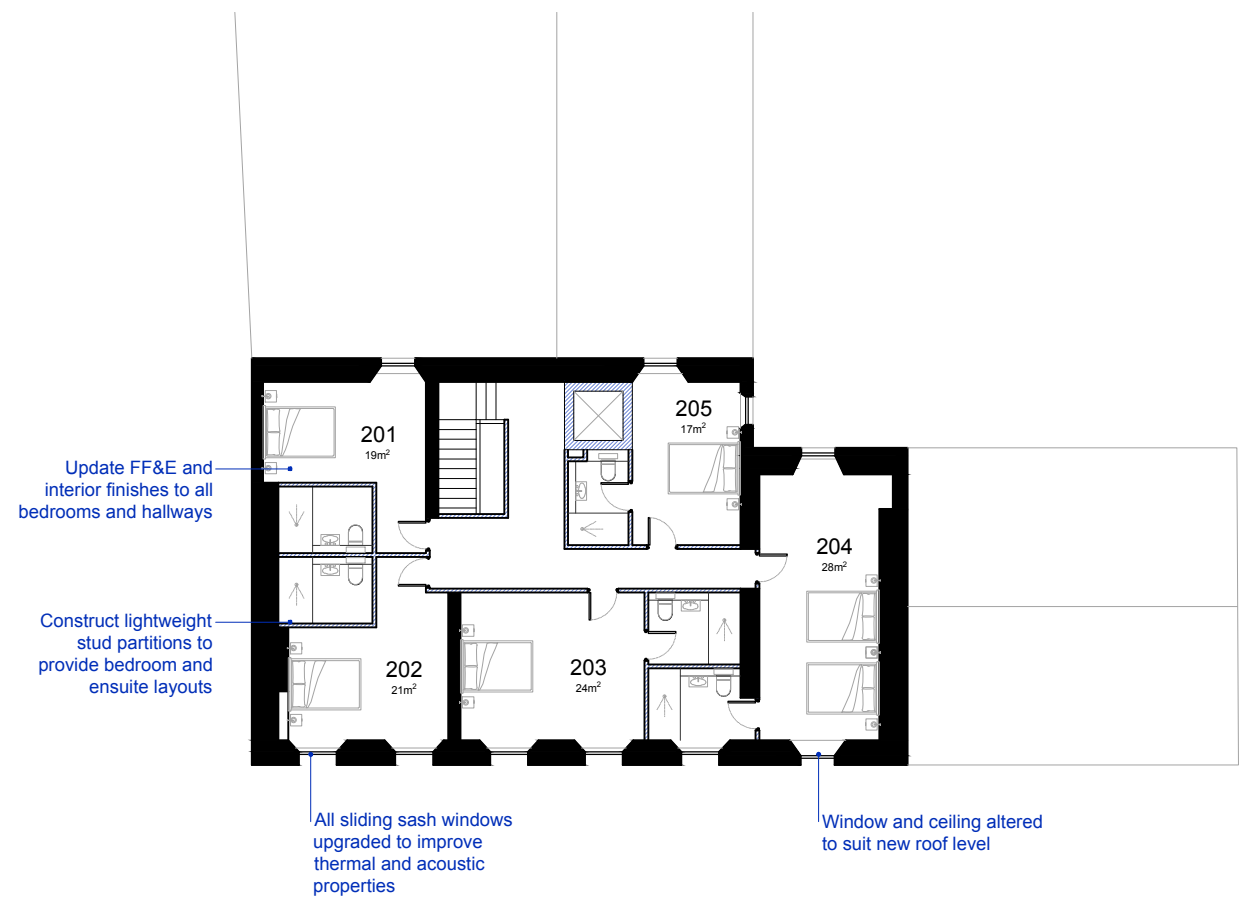 205
17m²
201
19m²
Update FF&E and
interior finishes to all
bedrooms and hallways
204
28m²
Construct lightweight
stud partitions to
provide bedroom and
ensuite layouts
202
21m²
203
24m²
All sliding sash windows
upgraded to improve
thermal and acoustic
properties
Window and ceiling altered
to suit new roof level